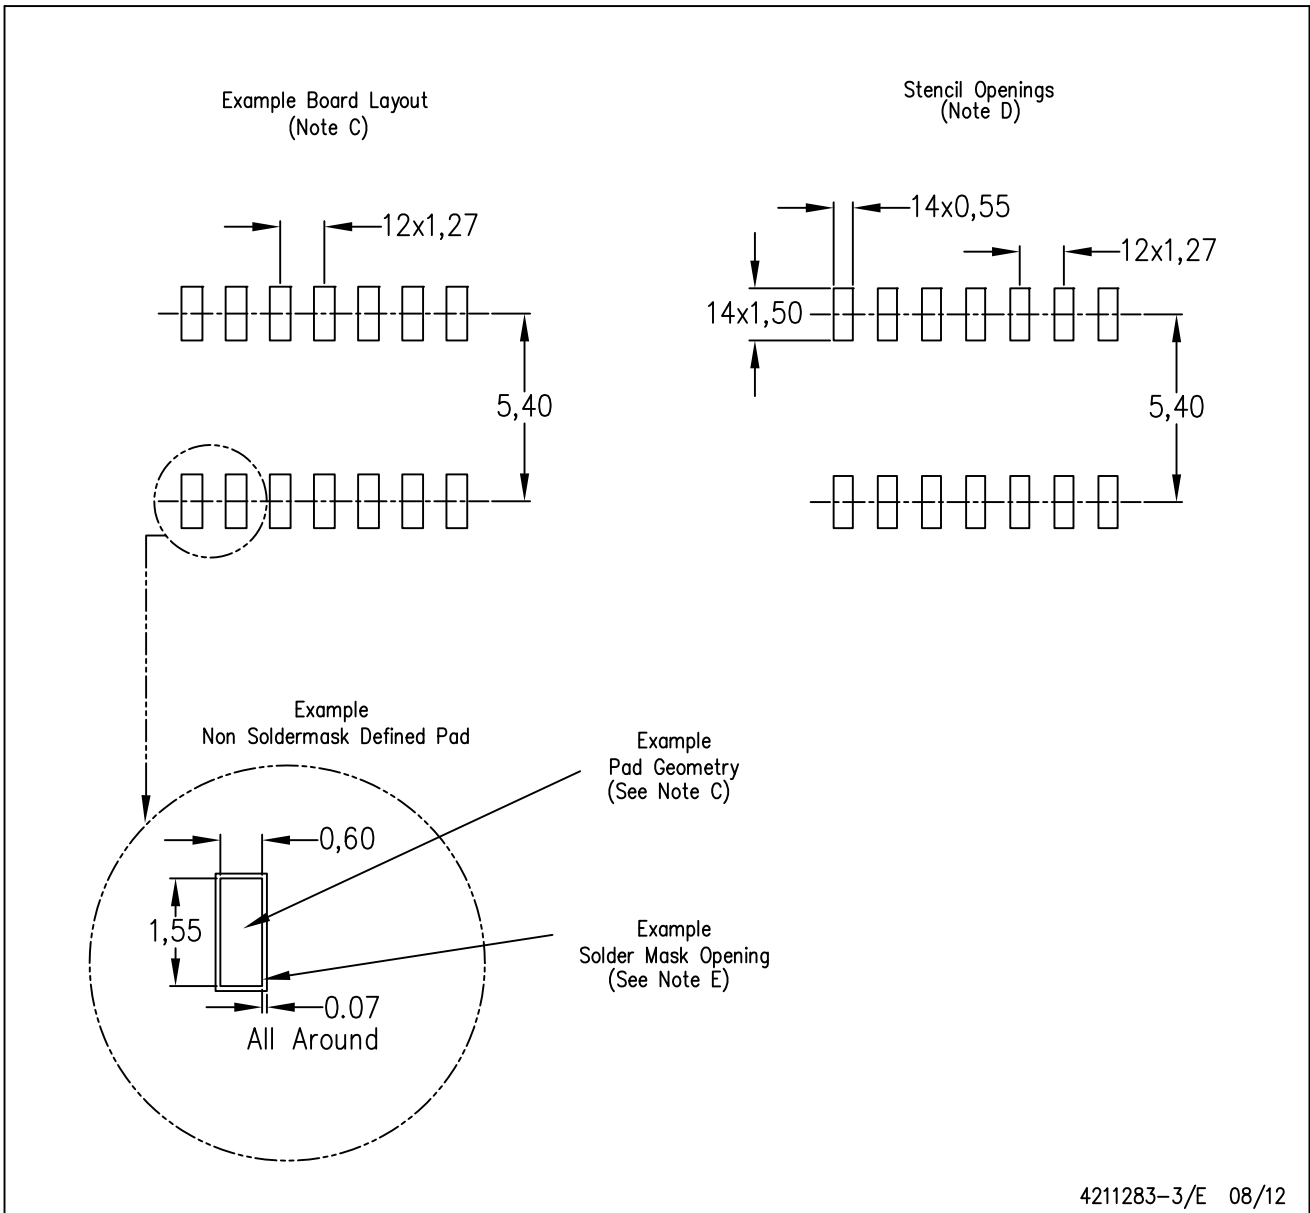 Example Board Layout
(Note C)
Stencil Openings
(Note D)
12x1,27
14x0,55
12x1,27
14x1,50
5,40
5,40
Example
Non Soldermask Defined Pad
Example
Pad Geometry
(See Note C)
0,60
1,55
Example
Solder Mask Opening
(See Note E)
0.07
All Around
4211283-3/E 08/12